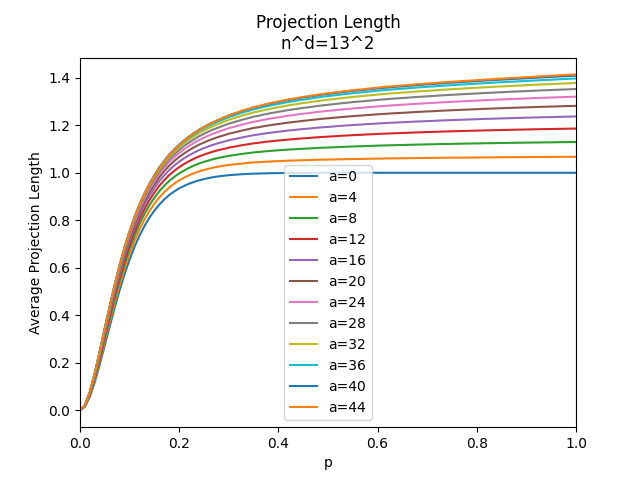 Projection Length
n^d=13^2
Average Projection Length
1.4
1.2
1.0
0.8
0.6
0.4
0.2
0.0
a=0
a=4
a=8
a=12
a=16
a=20
a=24
a=28
a=32
a=36
a=40
a=44
0.0 0.2 0.4 0.6 0.8 1.0
p